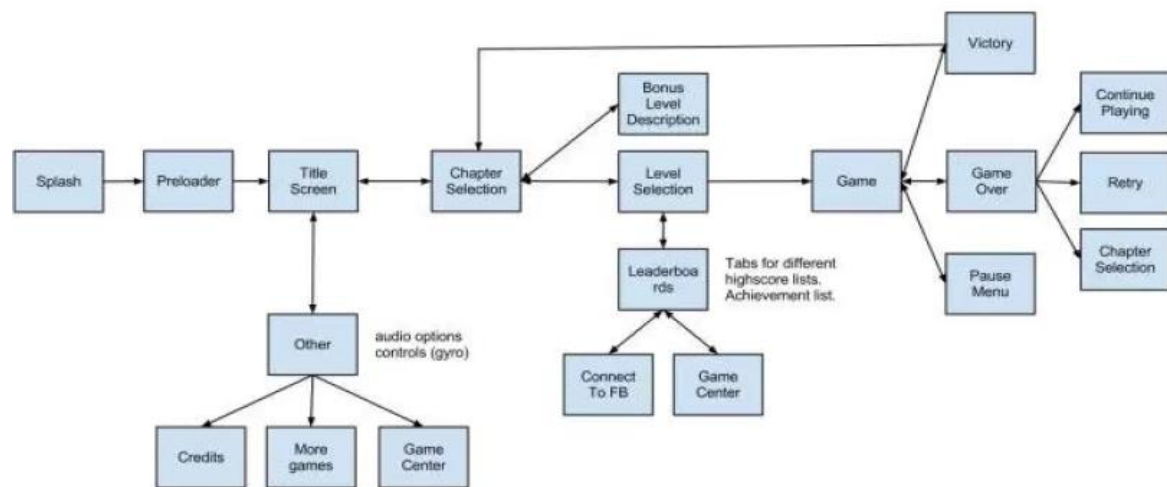 Victory
Bonus
Level
Description
Continue
Playing
Splash
Preloader
Title
Screen
Chapter
Selection
Level
Selection
Game
Game
Over
Retry
Leaderboa
rds
Tabs for different
highscore lists.
Achievement list.
Pause
Menu
Chapter
Selection
Other
audio options
controls (gyro)
Connect
To FB
Game
Center
Credits
More
games
Game
Center